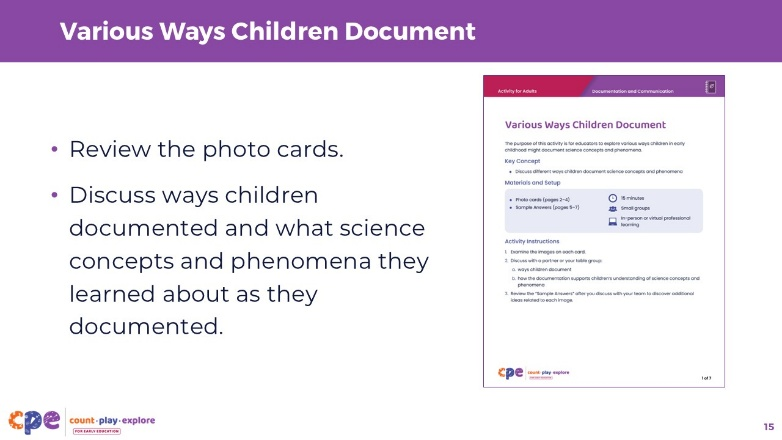 Various Ways Children Document
• Review the photo cards.
• Discuss ways children
documented and what science
concepts and phenomena they
learned about as they
documented.
Activity for Adults
Documentation and Communication
Various Ways Children Document
The purpose of this activity is for educators to explore various ways children in early
childhood might document science concepts and phenomena.
Key Concept
• Discuss different ways children document science concepts and phenomena.
Materials and Setup
• Photo cards (pages 2–4)
• Sample Answers (pages 5–7)
15 minutes
Small groups
In-person or virtual professional
learning
Activity Instructions
1. Examine the images on each card.
2. Discuss with a partner or your table group:
a. ways children document
b. how the documentation supports children's understanding of science concepts and
phenomena
3. Review the "Sample Answers" after you discuss with your team to discover additional
ideas related to each image.
cpe count·play·explore
1 of 7
cpe count·play·explore
FOR EARLY EDUCATION
15